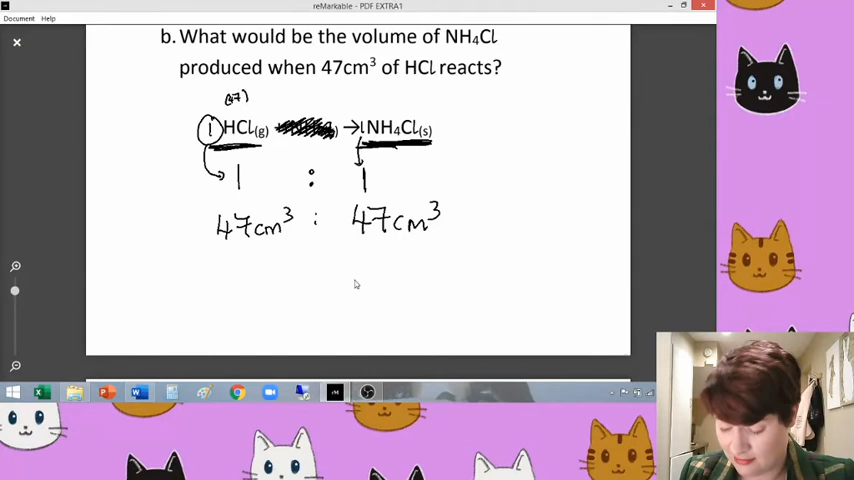 reMarkable - PDF EXTRA1
Document Help
b. What would be the volume of NH₄Cl
produced when 47cm³ of HCl reacts?
(47)
1 HCl(g) → 1NH₄Cl(s)
1 : 1
47cm³ : 47cm³